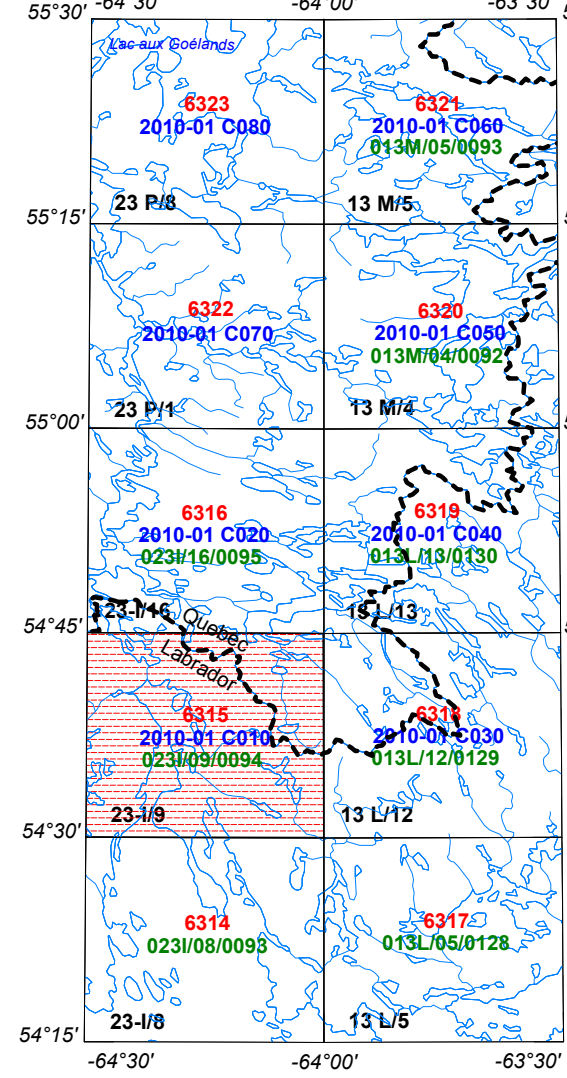 -64°30' -64°00' -63°30'
55°30'
Lac aux Goélands
6323
2010-01 C080
23 P/8
6321
2010-01 C060
013M/05/0093
13 M/5
55°15'
6322
2010-01 C070
23 P/1
6320
2010-01 C050
013M/04/0092
13 M/4
55°00'
6316
2010-01 C020
023I/16/0095
23-I/16
6319
2010-01 C040
013L/13/0130
13 L/13
54°45'
Quebec
Labrador
6315
2010-01 C010
023I/09/0094
23-I/9
6318
2010-01 C030
013L/12/0129
13 L/12
54°30'
6314
023I/08/0093
23-I/8
6317
013L/05/0128
13 L/5
54°15'
-64°30' -64°00' -63°30'